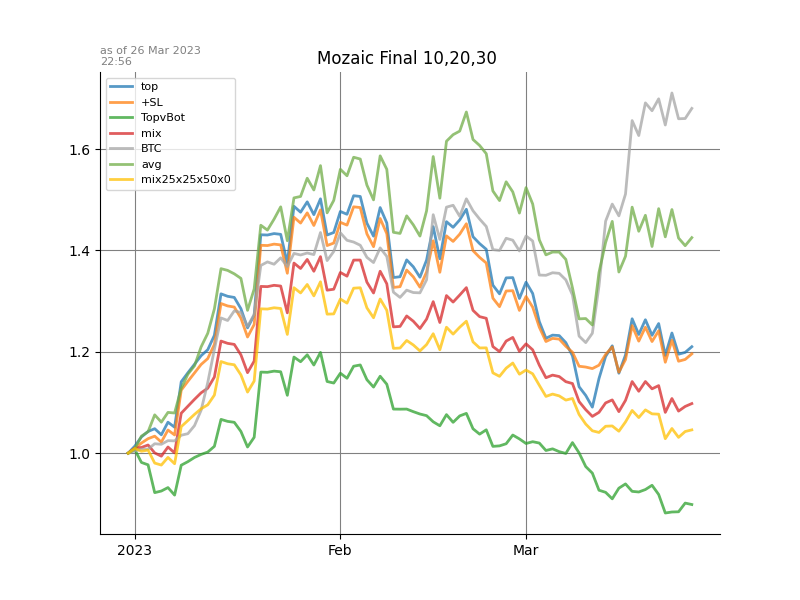 as of 26 Mar 2023
22:56
Mozaic Final 10,20,30
top
+SL
TopvBot
mix
BTC
avg
mix25x25x50x0
1.6
1.4
1.2
1.0
2023
Feb
Mar